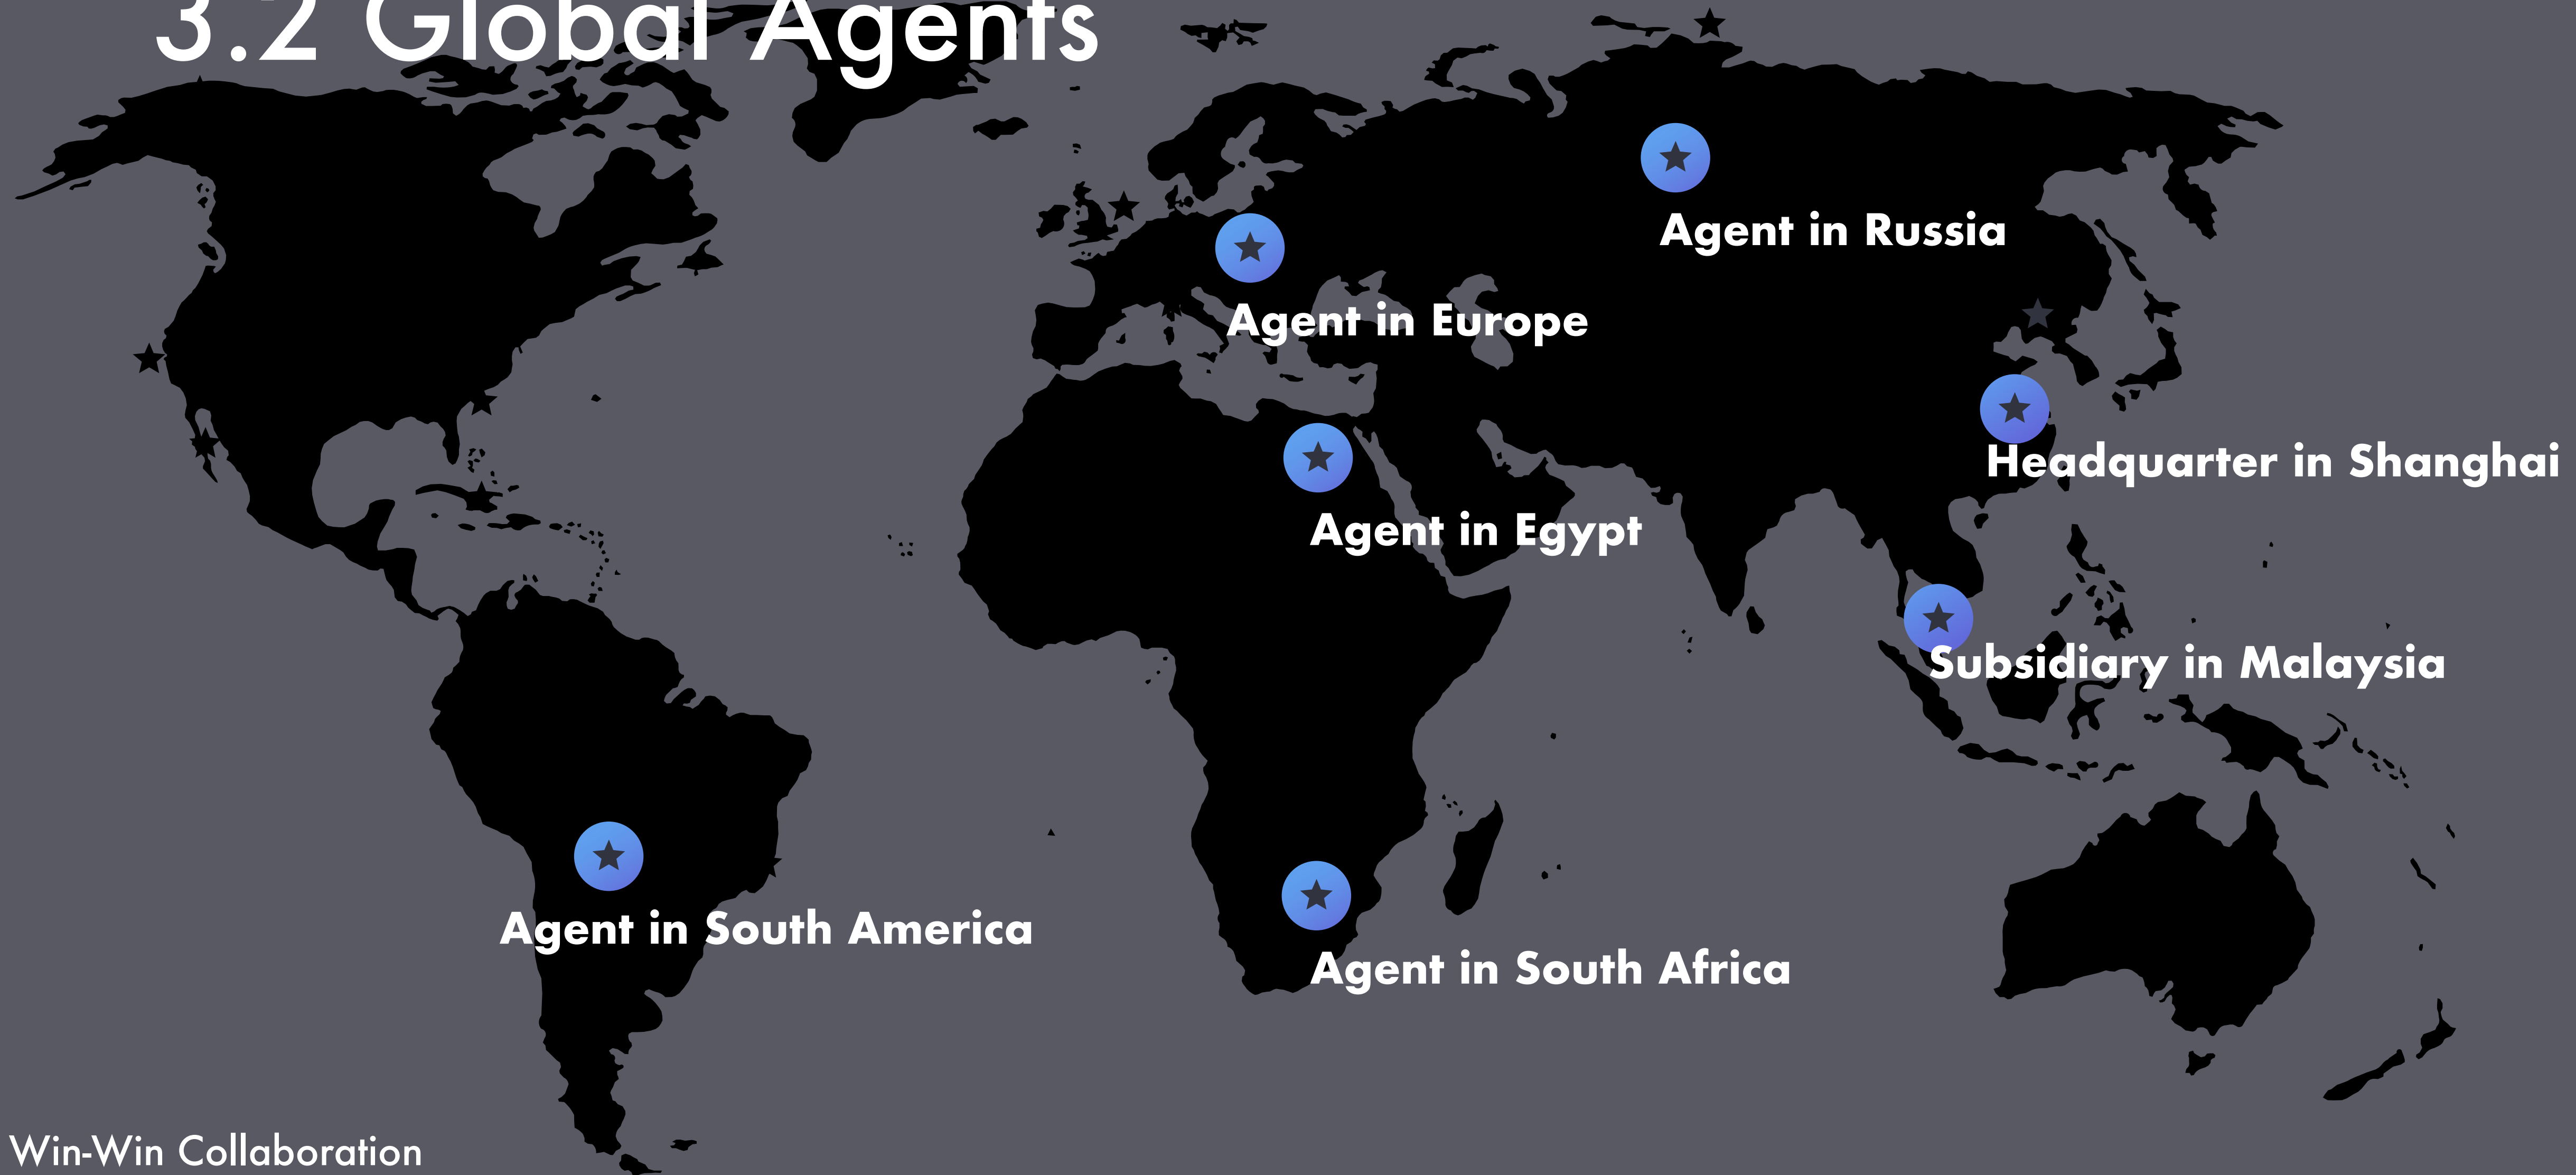 3.2 Global Agents
Agent in Russia
Agent in Europe
Headquarter in Shanghai
Agent in Egypt
Subsidiary in Malaysia
Agent in South America
Agent in South Africa
Win-Win Collaboration